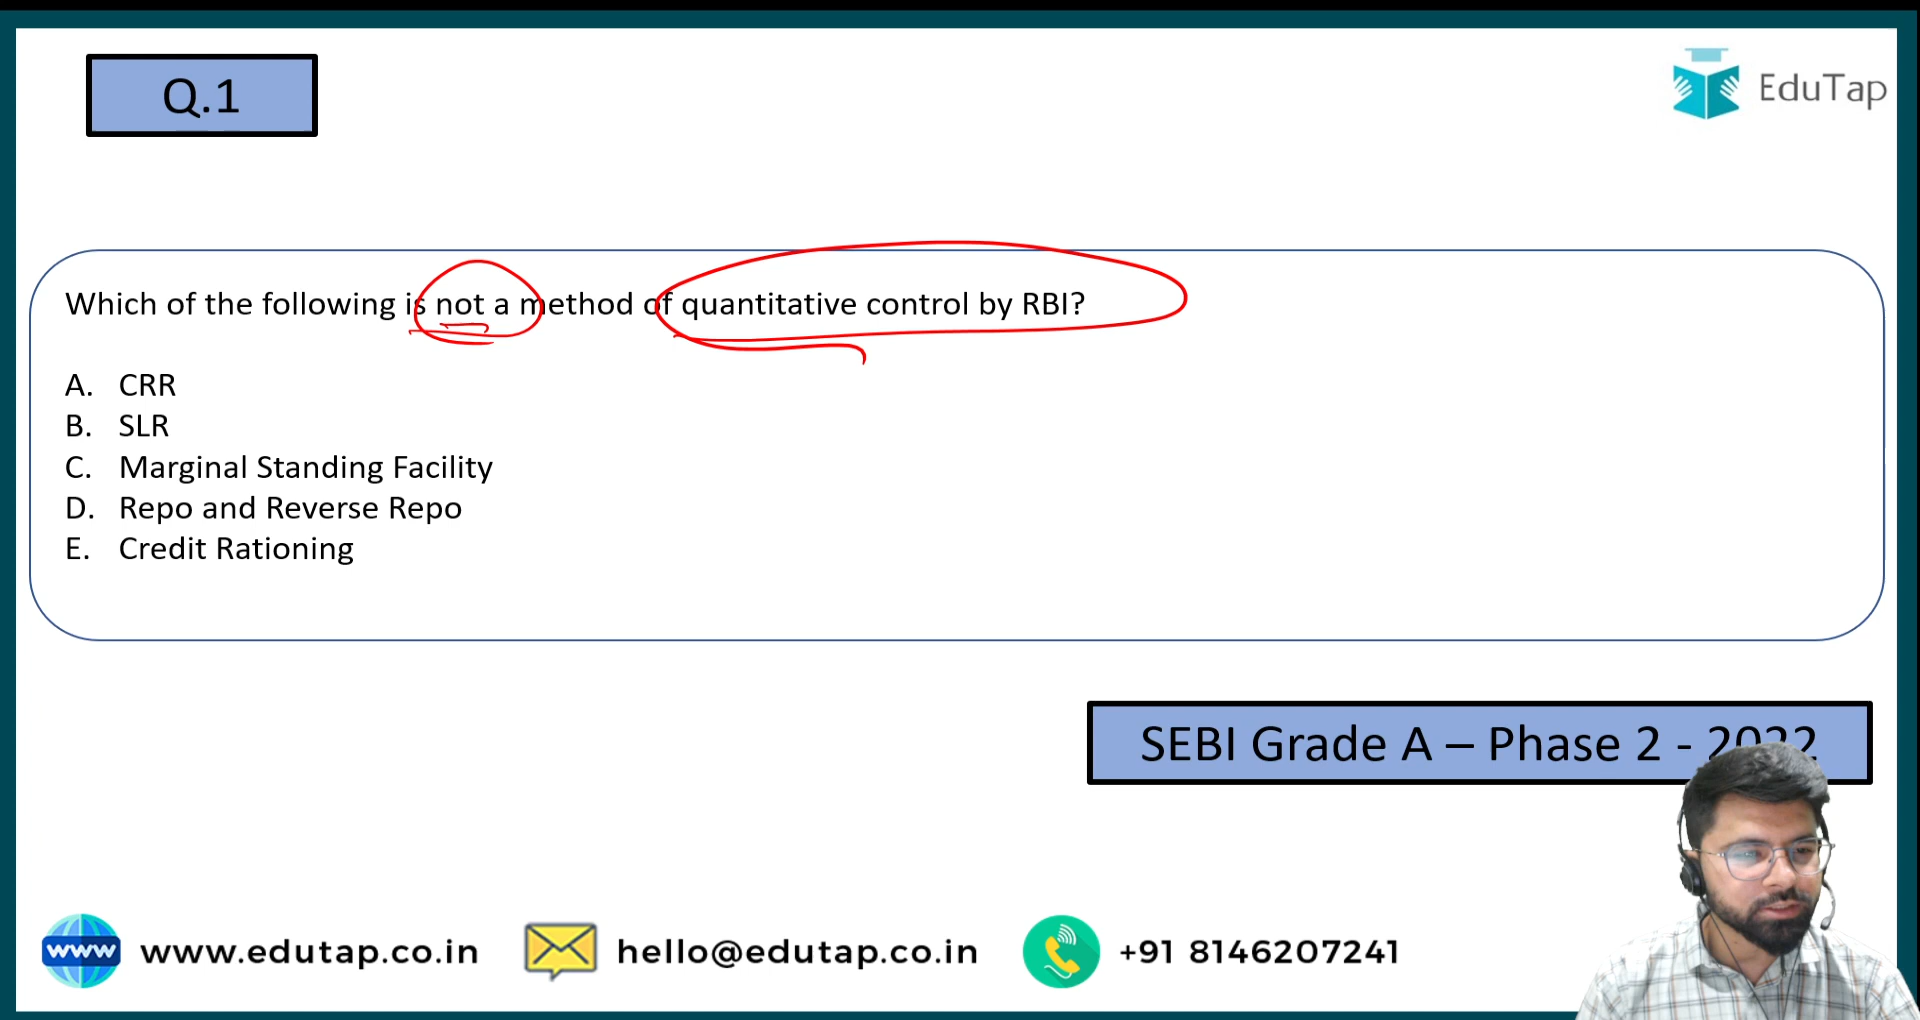 Q.1
EduTap
Which of the following is not a method of quantitative control by RBI?
A. CRR
B. SLR
C. Marginal Standing Facility
D. Repo and Reverse Repo
E. Credit Rationing
SEBI Grade A – Phase 2 - 2022
www www.edutap.co.in hello@edutap.co.in +91 8146207241